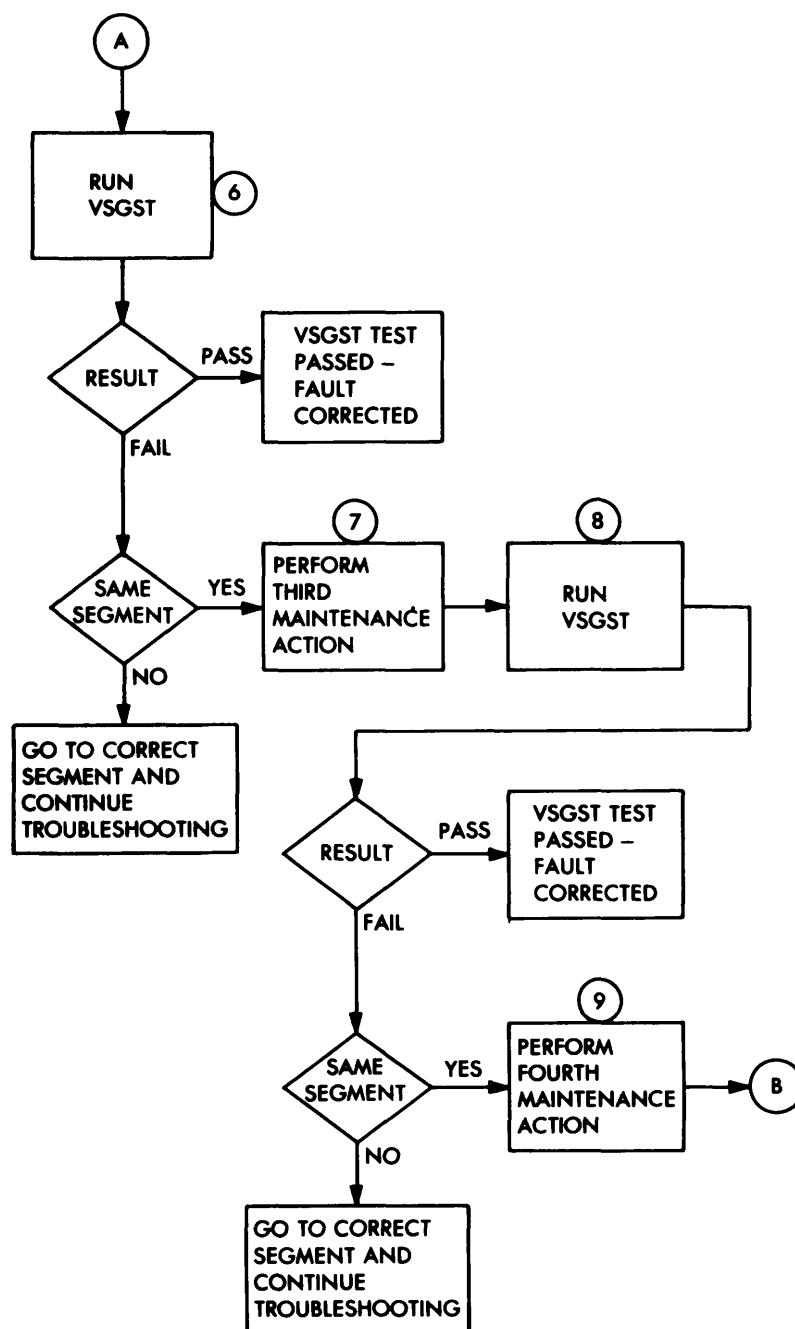 A
RUN
VSGST
6
RESULT
PASS
VSGST TEST
PASSED –
FAULT
CORRECTED
FAIL
SAME
SEGMENT
YES
7
PERFORM
THIRD
MAINTENANCE
ACTION
8
RUN
VSGST
NO
GO TO CORRECT
SEGMENT AND
CONTINUE
TROUBLESHOOTING
RESULT
PASS
VSGST TEST
PASSED –
FAULT
CORRECTED
FAIL
SAME
SEGMENT
YES
9
PERFORM
FOURTH
MAINTENANCE
ACTION
B
NO
GO TO CORRECT
SEGMENT AND
CONTINUE
TROUBLESHOOTING